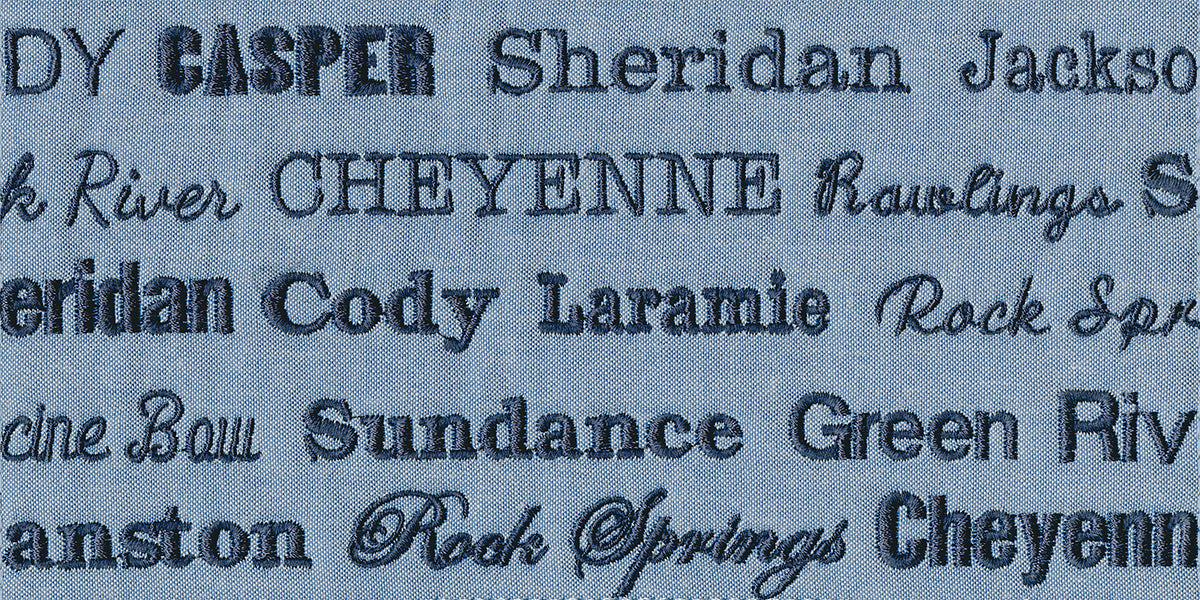 DY CASPER Sheridan Jackso
k River CHEYENNE Rawlings S
eridan Cody Laramie Rock Spr
cine Bow Sundance Green Riv
anston Rock Springs Cheyenn